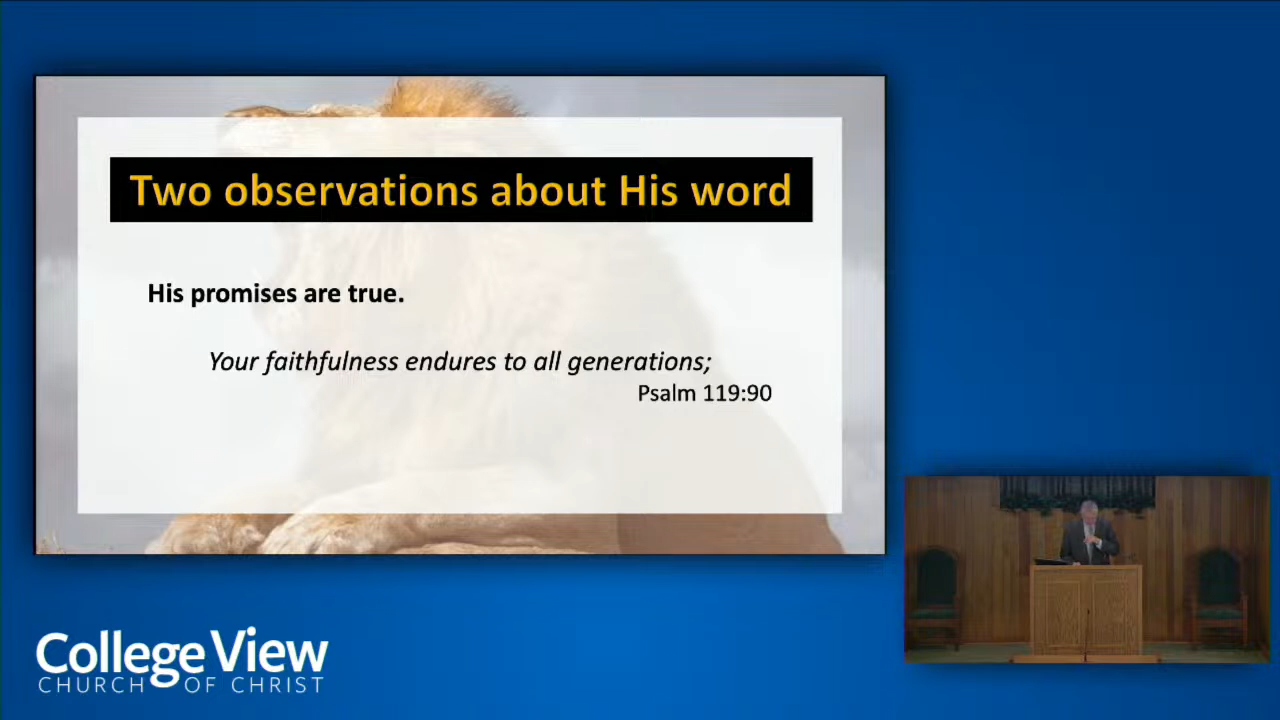 Two observations about His word
His promises are true.
Your faithfulness endures to all generations;
Psalm 119:90
College View
CHURCH OF CHRIST